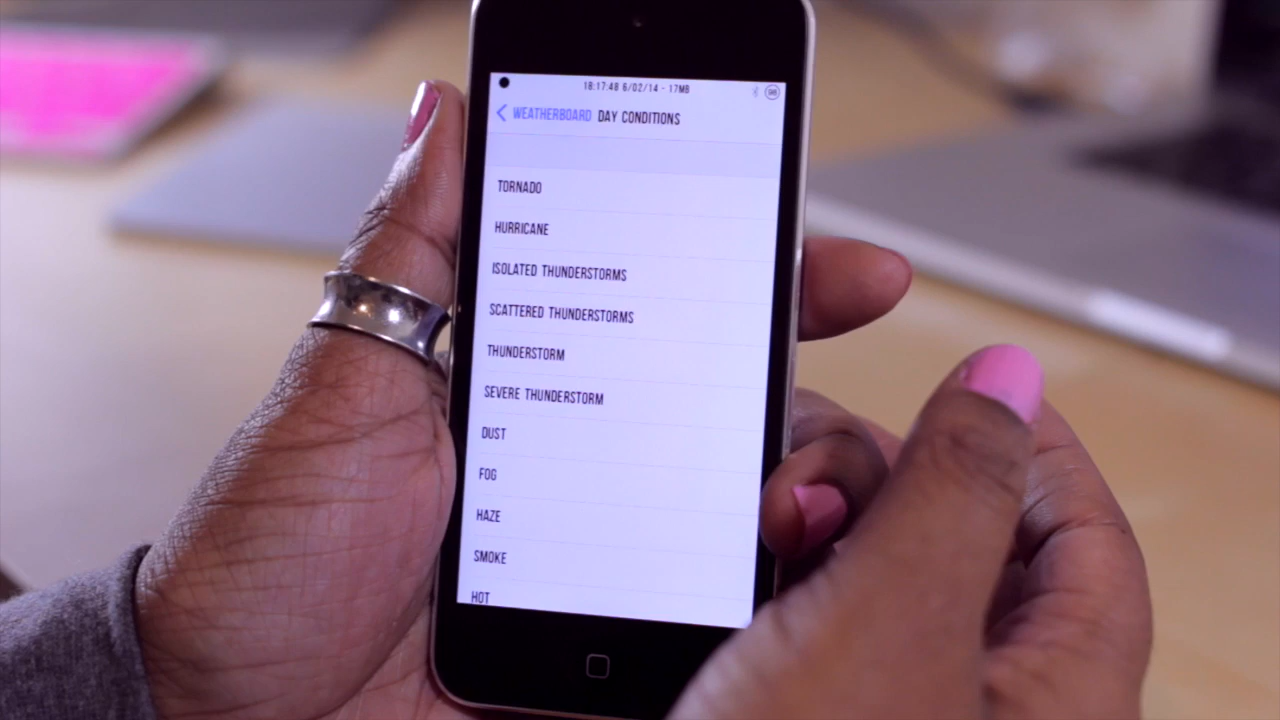 18:17:48 6/02/14 - 17MB 98
WEATHERBOARD DAY CONDITIONS
TORNADO
HURRICANE
ISOLATED THUNDERSTORMS
SCATTERED THUNDERSTORMS
THUNDERSTORM
SEVERE THUNDERSTORM
DUST
FOG
HAZE
SMOKE
HOT